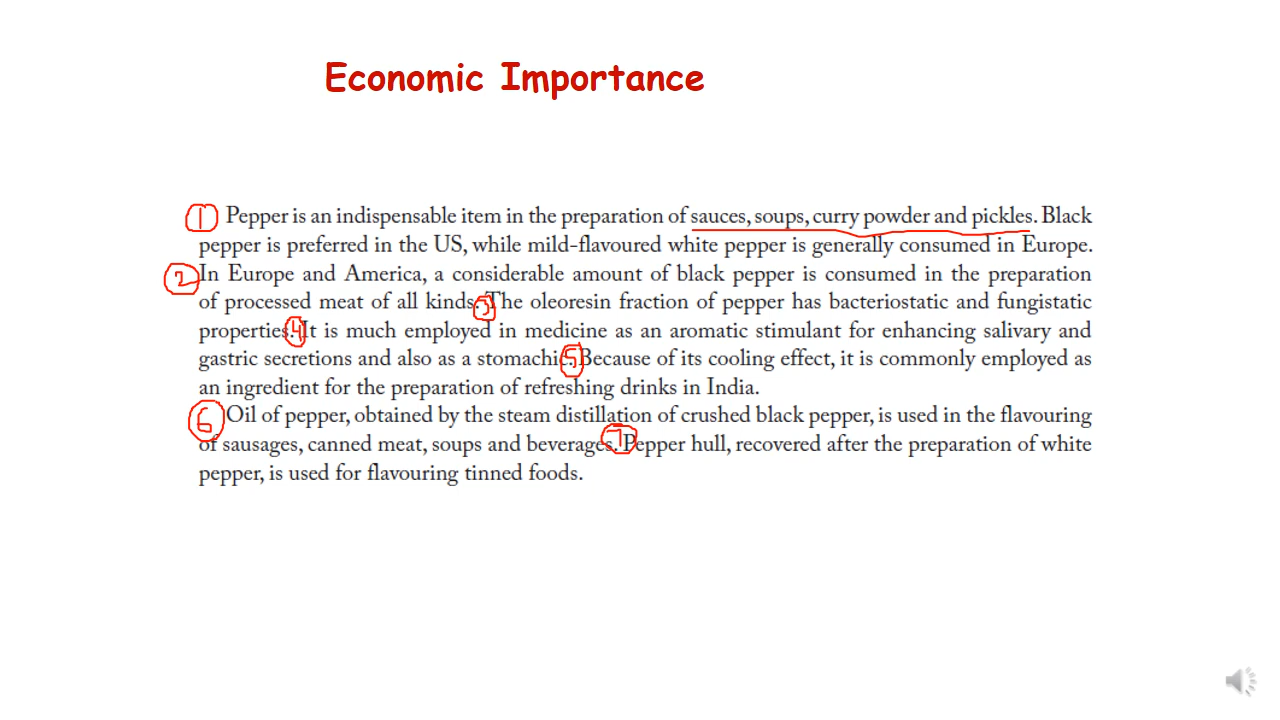 Economic Importance
1 Pepper is an indispensable item in the preparation of sauces, soups, curry powder and pickles. Black
pepper is preferred in the US, while mild-flavoured white pepper is generally consumed in Europe.
2 In Europe and America, a considerable amount of black pepper is consumed in the preparation
of processed meat of all kinds. 3 The oleoresin fraction of pepper has bacteriostatic and fungistatic
properties. 4 It is much employed in medicine as an aromatic stimulant for enhancing salivary and
gastric secretions and also as a stomachic. 5 Because of its cooling effect, it is commonly employed as
an ingredient for the preparation of refreshing drinks in India.
6 Oil of pepper, obtained by the steam distillation of crushed black pepper, is used in the flavouring
of sausages, canned meat, soups and beverages. 7 Pepper hull, recovered after the preparation of white
pepper, is used for flavouring tinned foods.